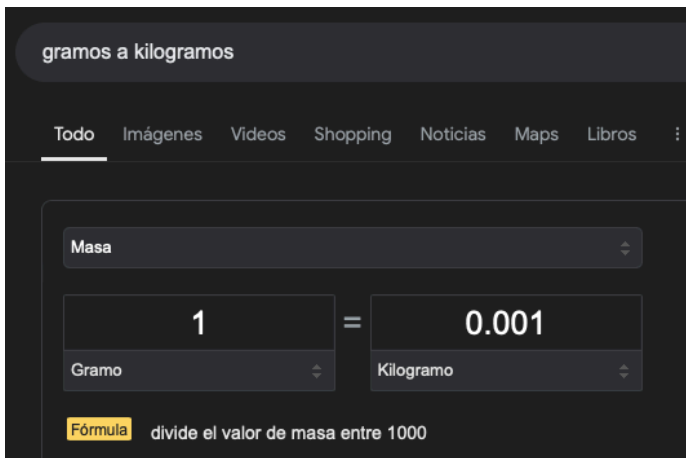 gramos a kilogramos
Todo Imágenes Videos Shopping Noticias Maps Libros
Masa
1 = 0.001
Gramo Kilogramo
Fórmula divide el valor de masa entre 1000